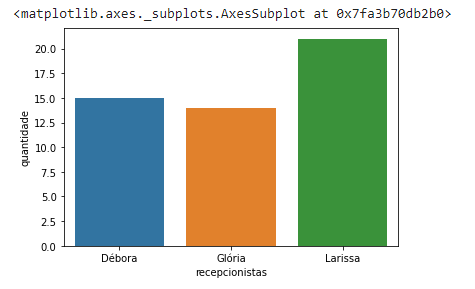 <matplotlib.axes._subplots.AxesSubplot at 0x7fa3b70db2b0>
20.0
17.5
15.0
12.5
10.0
7.5
5.0
2.5
0.0
quantidade
Débora Glória Larissa
recepcionistas